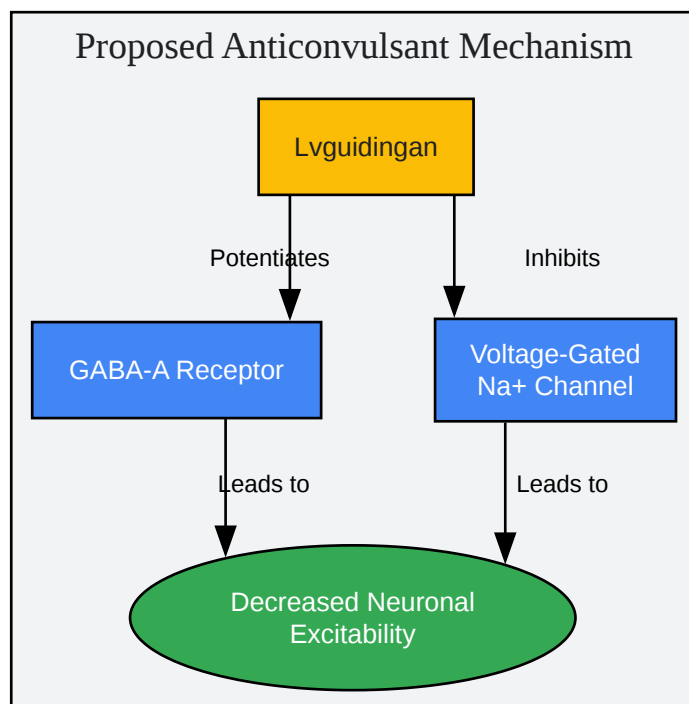 Proposed Anticonvulsant Mechanism
Lvguidingan
Potentiates
Inhibits
GABA-A Receptor
Voltage-Gated
Na+ Channel
Leads to
Leads to
Decreased Neuronal
Excitability